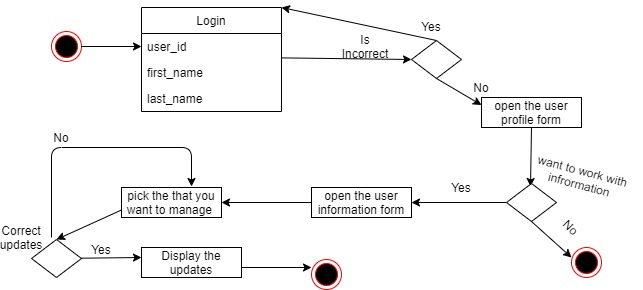 Login
user_id
first_name
last_name
Is
Incorrect
Yes
No
open the user
profile form
want to work with
infrormation
Yes
No
open the user
information form
pick the that you
want to manage
No
Correct
updates
Yes
Display the
updates